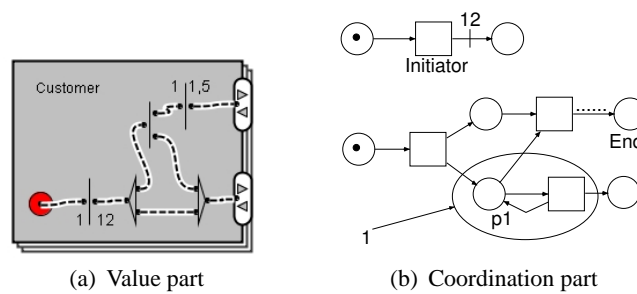 Customer
1 1,5
1 12
(a) Value part
12
Initiator
End
p1
1
(b) Coordination part